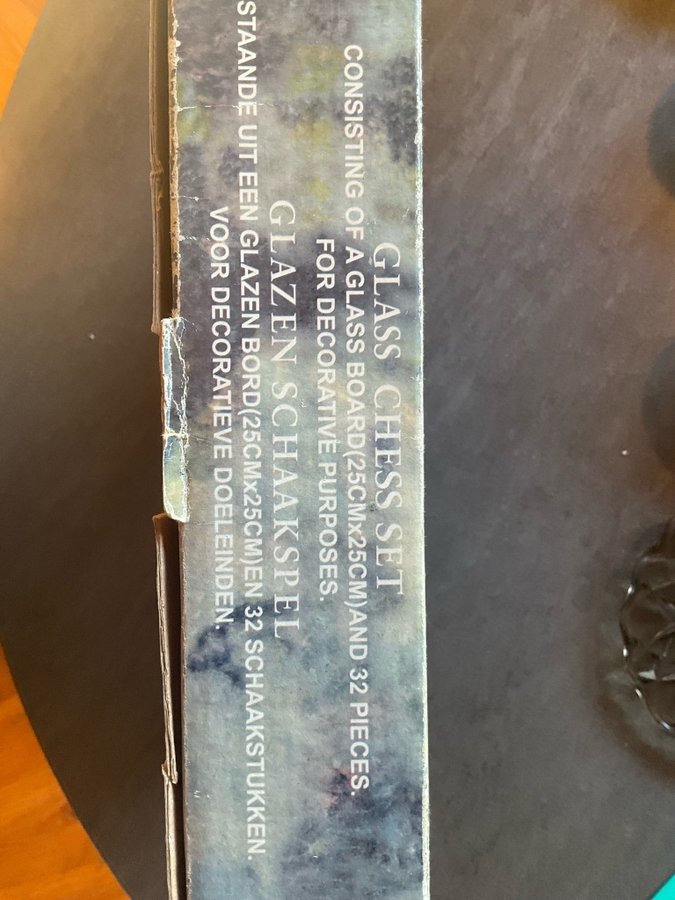 GLASS CHESS SET
CONSISTING OF A GLASS BOARD(25CMx25CM)AND 32 PIECES.
FOR DECORATIVE PURPOSES.
GLAZEN SCHAAKSPEL
STAANDE UIT EEN GLAZEN BORD(25CMx25CM)EN 32 SCHAAKSTUKKEN.
VOOR DECORATIEVE DOELEINDEN.